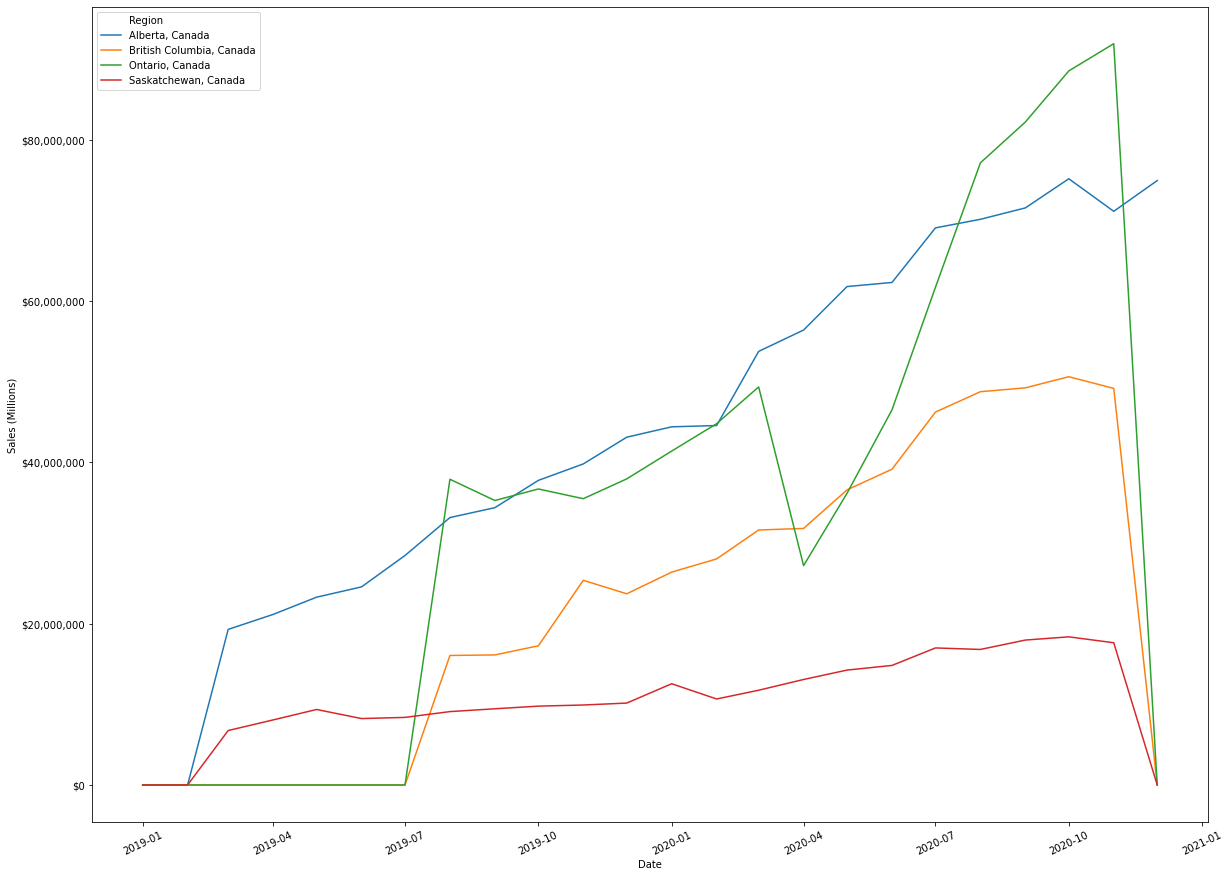 Region
Alberta, Canada
British Columbia, Canada
Ontario, Canada
Saskatchewan, Canada
$80,000,000
$60,000,000
$40,000,000
$20,000,000
$0
Sales (Millions)
2019-01
2019-04
2019-07
2019-10
2020-01
2020-04
2020-07
2020-10
2021-01
Date